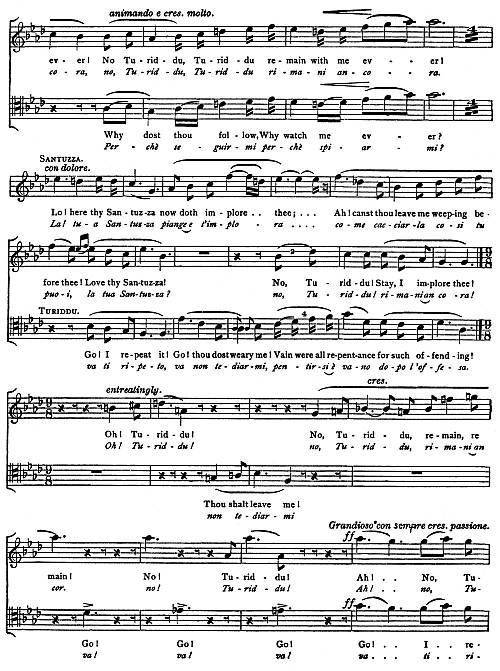 animando e cres. molto.
ev - er! No Tu - rid - du, Tu - rid - du re - main with me ev - er!
co - ra, no, Tu - rid - du, Tu - rid - du ri - ma - ni an - co - ra.
Why dost thou fol - low, Why watch me ev - er?
Per - chè se - guir - mi per - chè spi - ar - mi?
SANTUZZA.
con dolore.
Lo! here thy San - tuz - za now doth im - plore . . thee; . . Ah! canst thou leave me weeping be -
La! tu - a San - tus - za piange e t'im - plo - ra . . . . co - me cac - ciar - la co - si tu
fore thee! Love thy San-tuz-za! No, Tu - rid - du! Stay, I im - plore thee!
puo - i, la tua San-tus-za? no, Tu - rid - du! ri - ma - ni an co - ra!
TURIDDU.
4
Go! I re - peat it! Go! thou dost weary me! Vain were all re - pent - ance for such of - fend - ing!
va ti ri - pe - to, va non te - diar - mi, pen - tir - si è va - no do - po l'of - fe - sa.
entreatingly.
cres.
Oh! Tu - rid - du! No, Tu - rid - du, re - main, re
Oh! Tu - rid - du! no, Tu - rid - du, ri - ma - ni an
Thou shalt leave me!
non te - diar - mi
Grandioso con sempre cres. passione.
ff
main! No! Tu - rid - du! Ah! . . No, Tu-
cor. no! Tu - rid - du! Ah! . . no, Tu-
ff
Go! Go! Go! Go! . . I . . re-
va! va! va! va! . . ti ri -